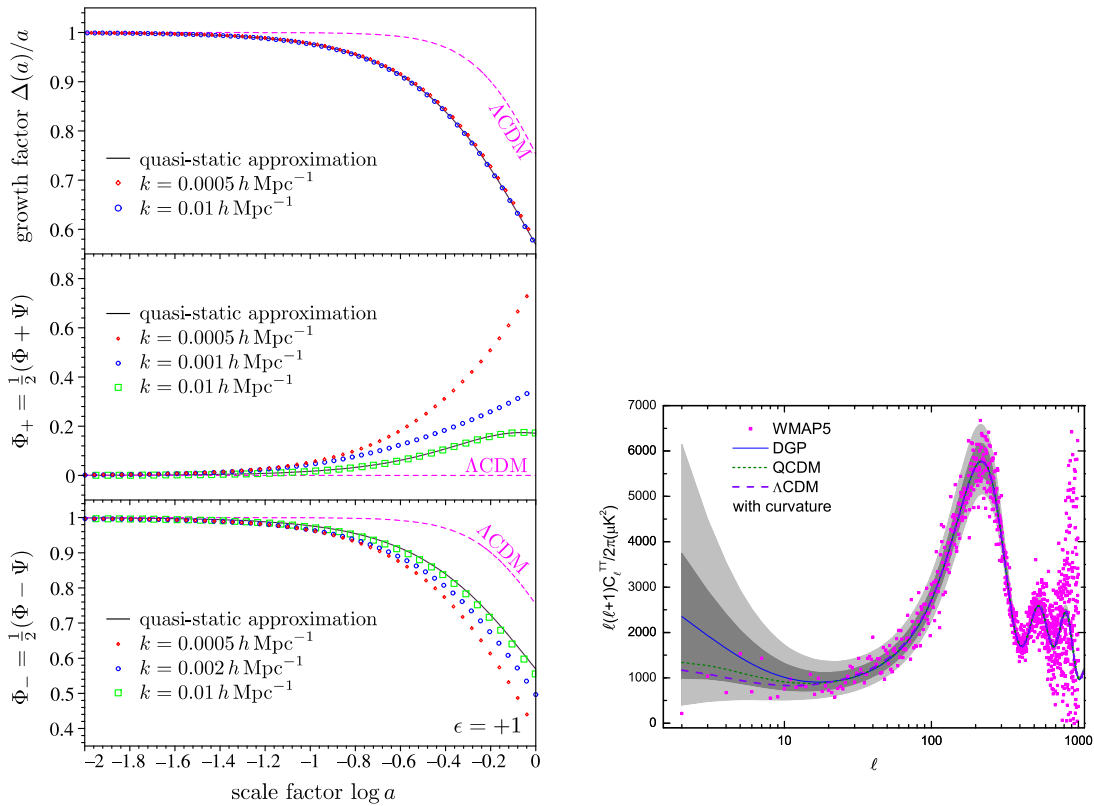 growth factor Δ(a)/a
1
0.9
0.8
0.7
0.6
ΛCDM
quasi-static approximation
k = 0.0005 h Mpc⁻¹
k = 0.01 h Mpc⁻¹
Φ₊ = ½(Φ + Ψ)
0.8
0.6
0.4
0.2
0
quasi-static approximation
k = 0.0005 h Mpc⁻¹
k = 0.001 h Mpc⁻¹
k = 0.01 h Mpc⁻¹
ΛCDM
Φ₋ = ½(Φ − Ψ)
1
0.9
0.8
0.7
0.6
0.5
0.4
ΛCDM
quasi-static approximation
k = 0.0005 h Mpc⁻¹
k = 0.002 h Mpc⁻¹
k = 0.01 h Mpc⁻¹
ϵ = +1
−2 −1.8 −1.6 −1.4 −1.2 −1 −0.8 −0.6 −0.4 −0.2 0
scale factor log a
ℓ(ℓ+1)C_ℓ^TT/2π(μK²)
7000
6000
5000
4000
3000
2000
1000
0
WMAP5
DGP
QCDM
ΛCDM
with curvature
10 100 1000
ℓ